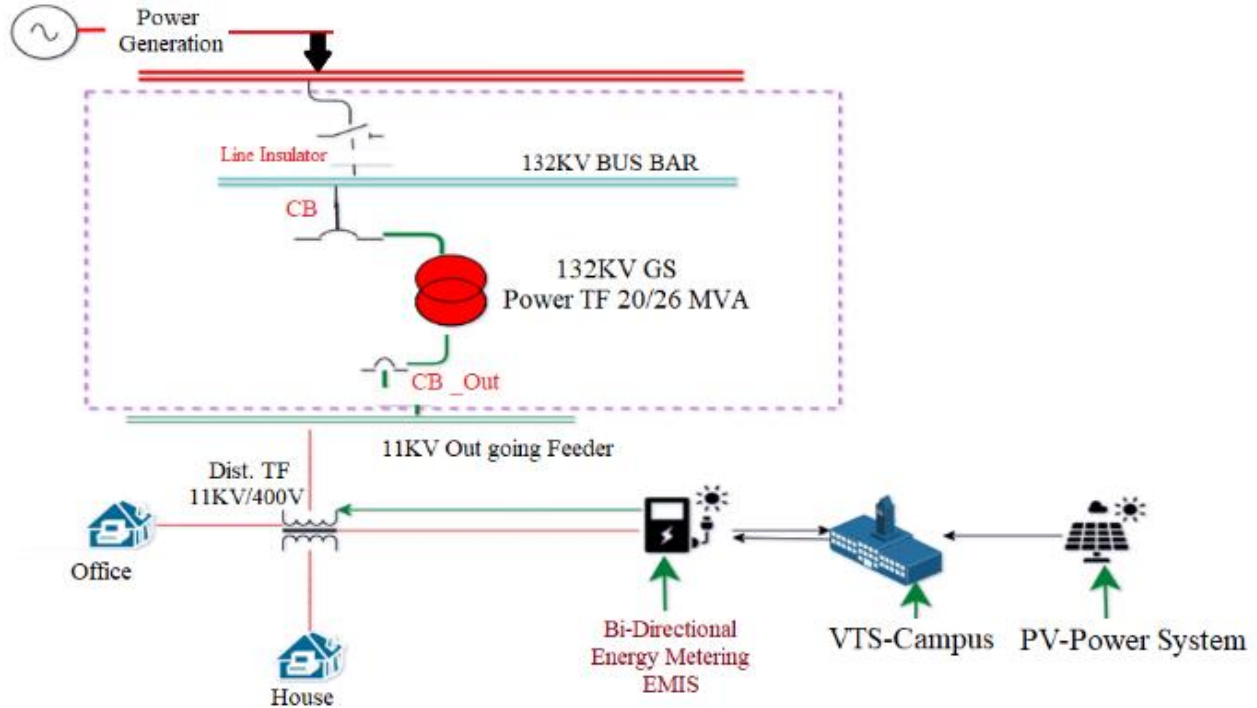 Power
Generation
Line Insulator
132KV BUS BAR
CB
132KV GS
Power TF 20/26 MVA
CB _Out
11KV Out going Feeder
Dist. TF
11KV/400V
Office
House
Bi-Directional
Energy Metering
EMIS
VTS-Campus
PV-Power System